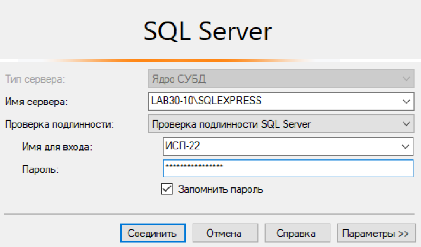 SQL Server
Тип сервера: Ядро СУБД
Имя сервера: LAB30-10\SQLEXPRESS
Проверка подлинности: Проверка подлинности SQL Server
Имя для входа: ИСП-22
Пароль: ****************
Запомнить пароль
Соединить Отмена Справка Параметры >>